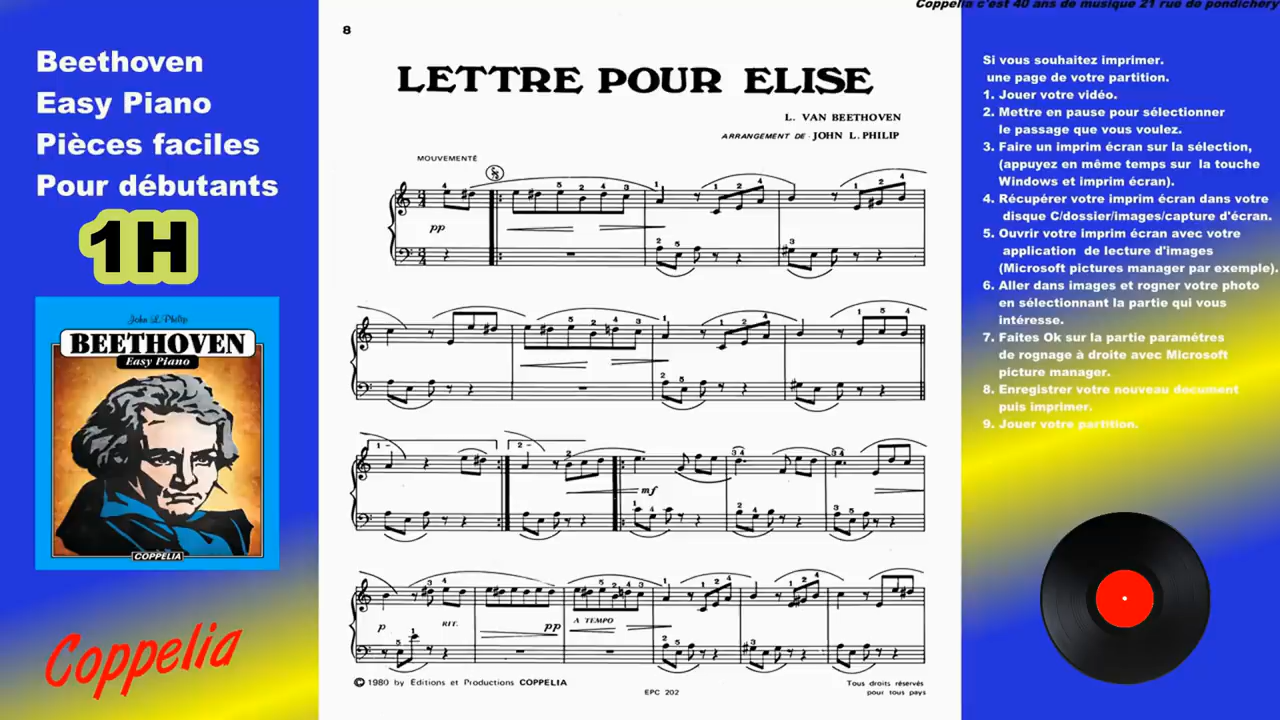 Coppelia c'est 40 ans de musique 21 rue de pondichéry
Beethoven
Easy Piano
Pièces faciles
Pour débutants
1H
John L. Philip
BEETHOVEN
Easy Piano
COPPELIA
Coppelia
8
LETTRE POUR ELISE
L. VAN BEETHOVEN
ARRANGEMENT DE · JOHN L. PHILIP
MOUVEMENTÉ
pp
1 -
2 -
mf
p
RIT.
pp
A TEMPO
© 1980 by Editions et Productions COPPELIA
EPC 202
Tous droits réservés
pour tous pays
Si vous souhaitez imprimer.
une page de votre partition.
1. Jouer votre vidéo.
2. Mettre en pause pour sélectionner
le passage que vous voulez.
3. Faire un imprim écran sur la sélection,
(appuyez en même temps sur la touche
Windows et imprim écran).
4. Récupérer votre imprim écran dans votre
disque C/dossier/images/capture d'écran.
5. Ouvrir votre imprim écran avec votre
application de lecture d'images
(Microsoft pictures manager par exemple).
6. Aller dans images et rogner votre photo
en sélectionnant la partie qui vous
intéresse.
7. Faites Ok sur la partie paramétres
de rognage à droite avec Microsoft
picture manager.
8. Enregistrer votre nouveau document
puis imprimer.
9. Jouer votre partition.